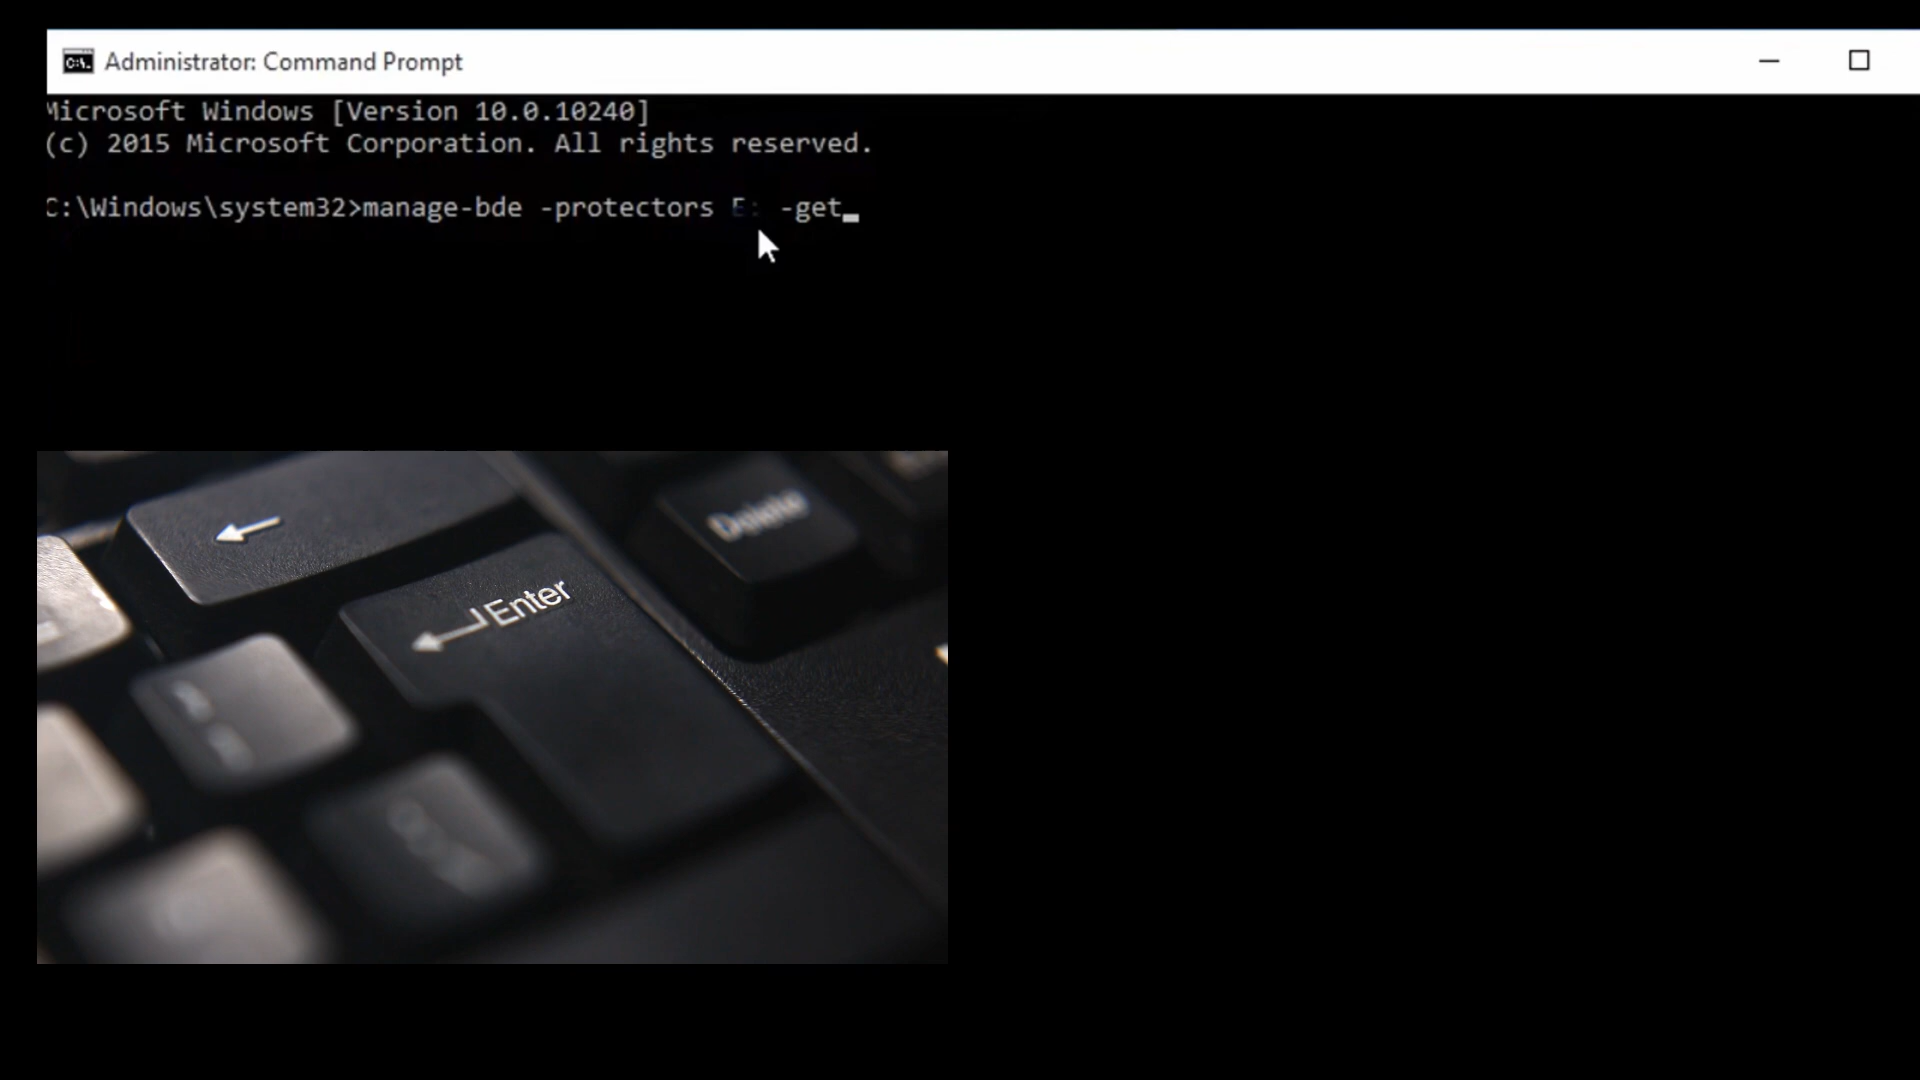 Administrator: Command Prompt
Microsoft Windows [Version 10.0.10240]
(c) 2015 Microsoft Corporation. All rights reserved.
C:\Windows\system32>manage-bde -protectors E: -get
Delete
Enter